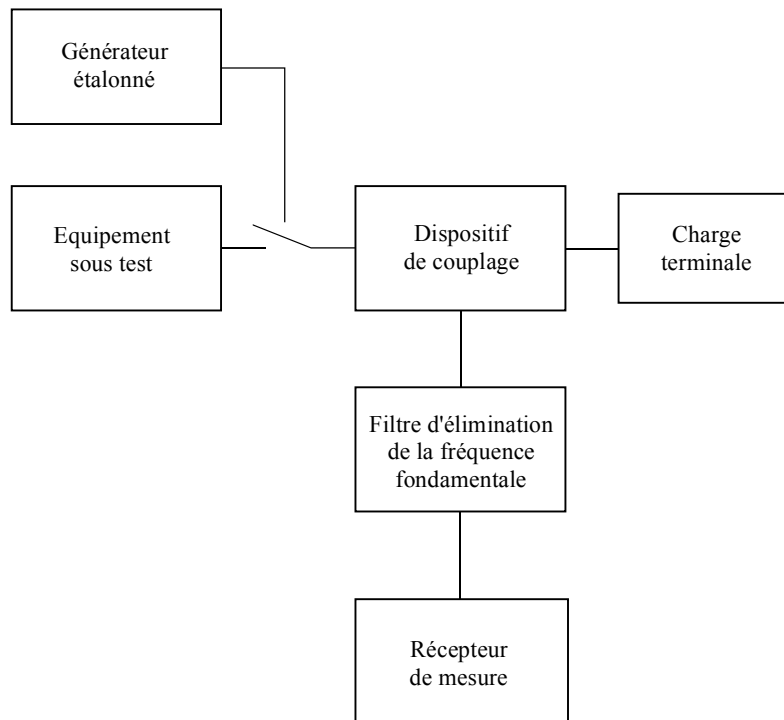 Générateur
étalonné
Equipement
sous test
Dispositif
de couplage
Charge
terminale
Filtre d'élimination
de la fréquence
fondamentale
Récepteur
de mesure